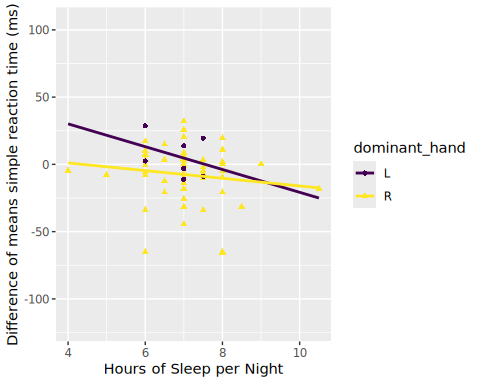 Difference of means simple reaction time (ms)
100
50
0
-50
-100
4
6
8
10
Hours of Sleep per Night
dominant_hand
L
R